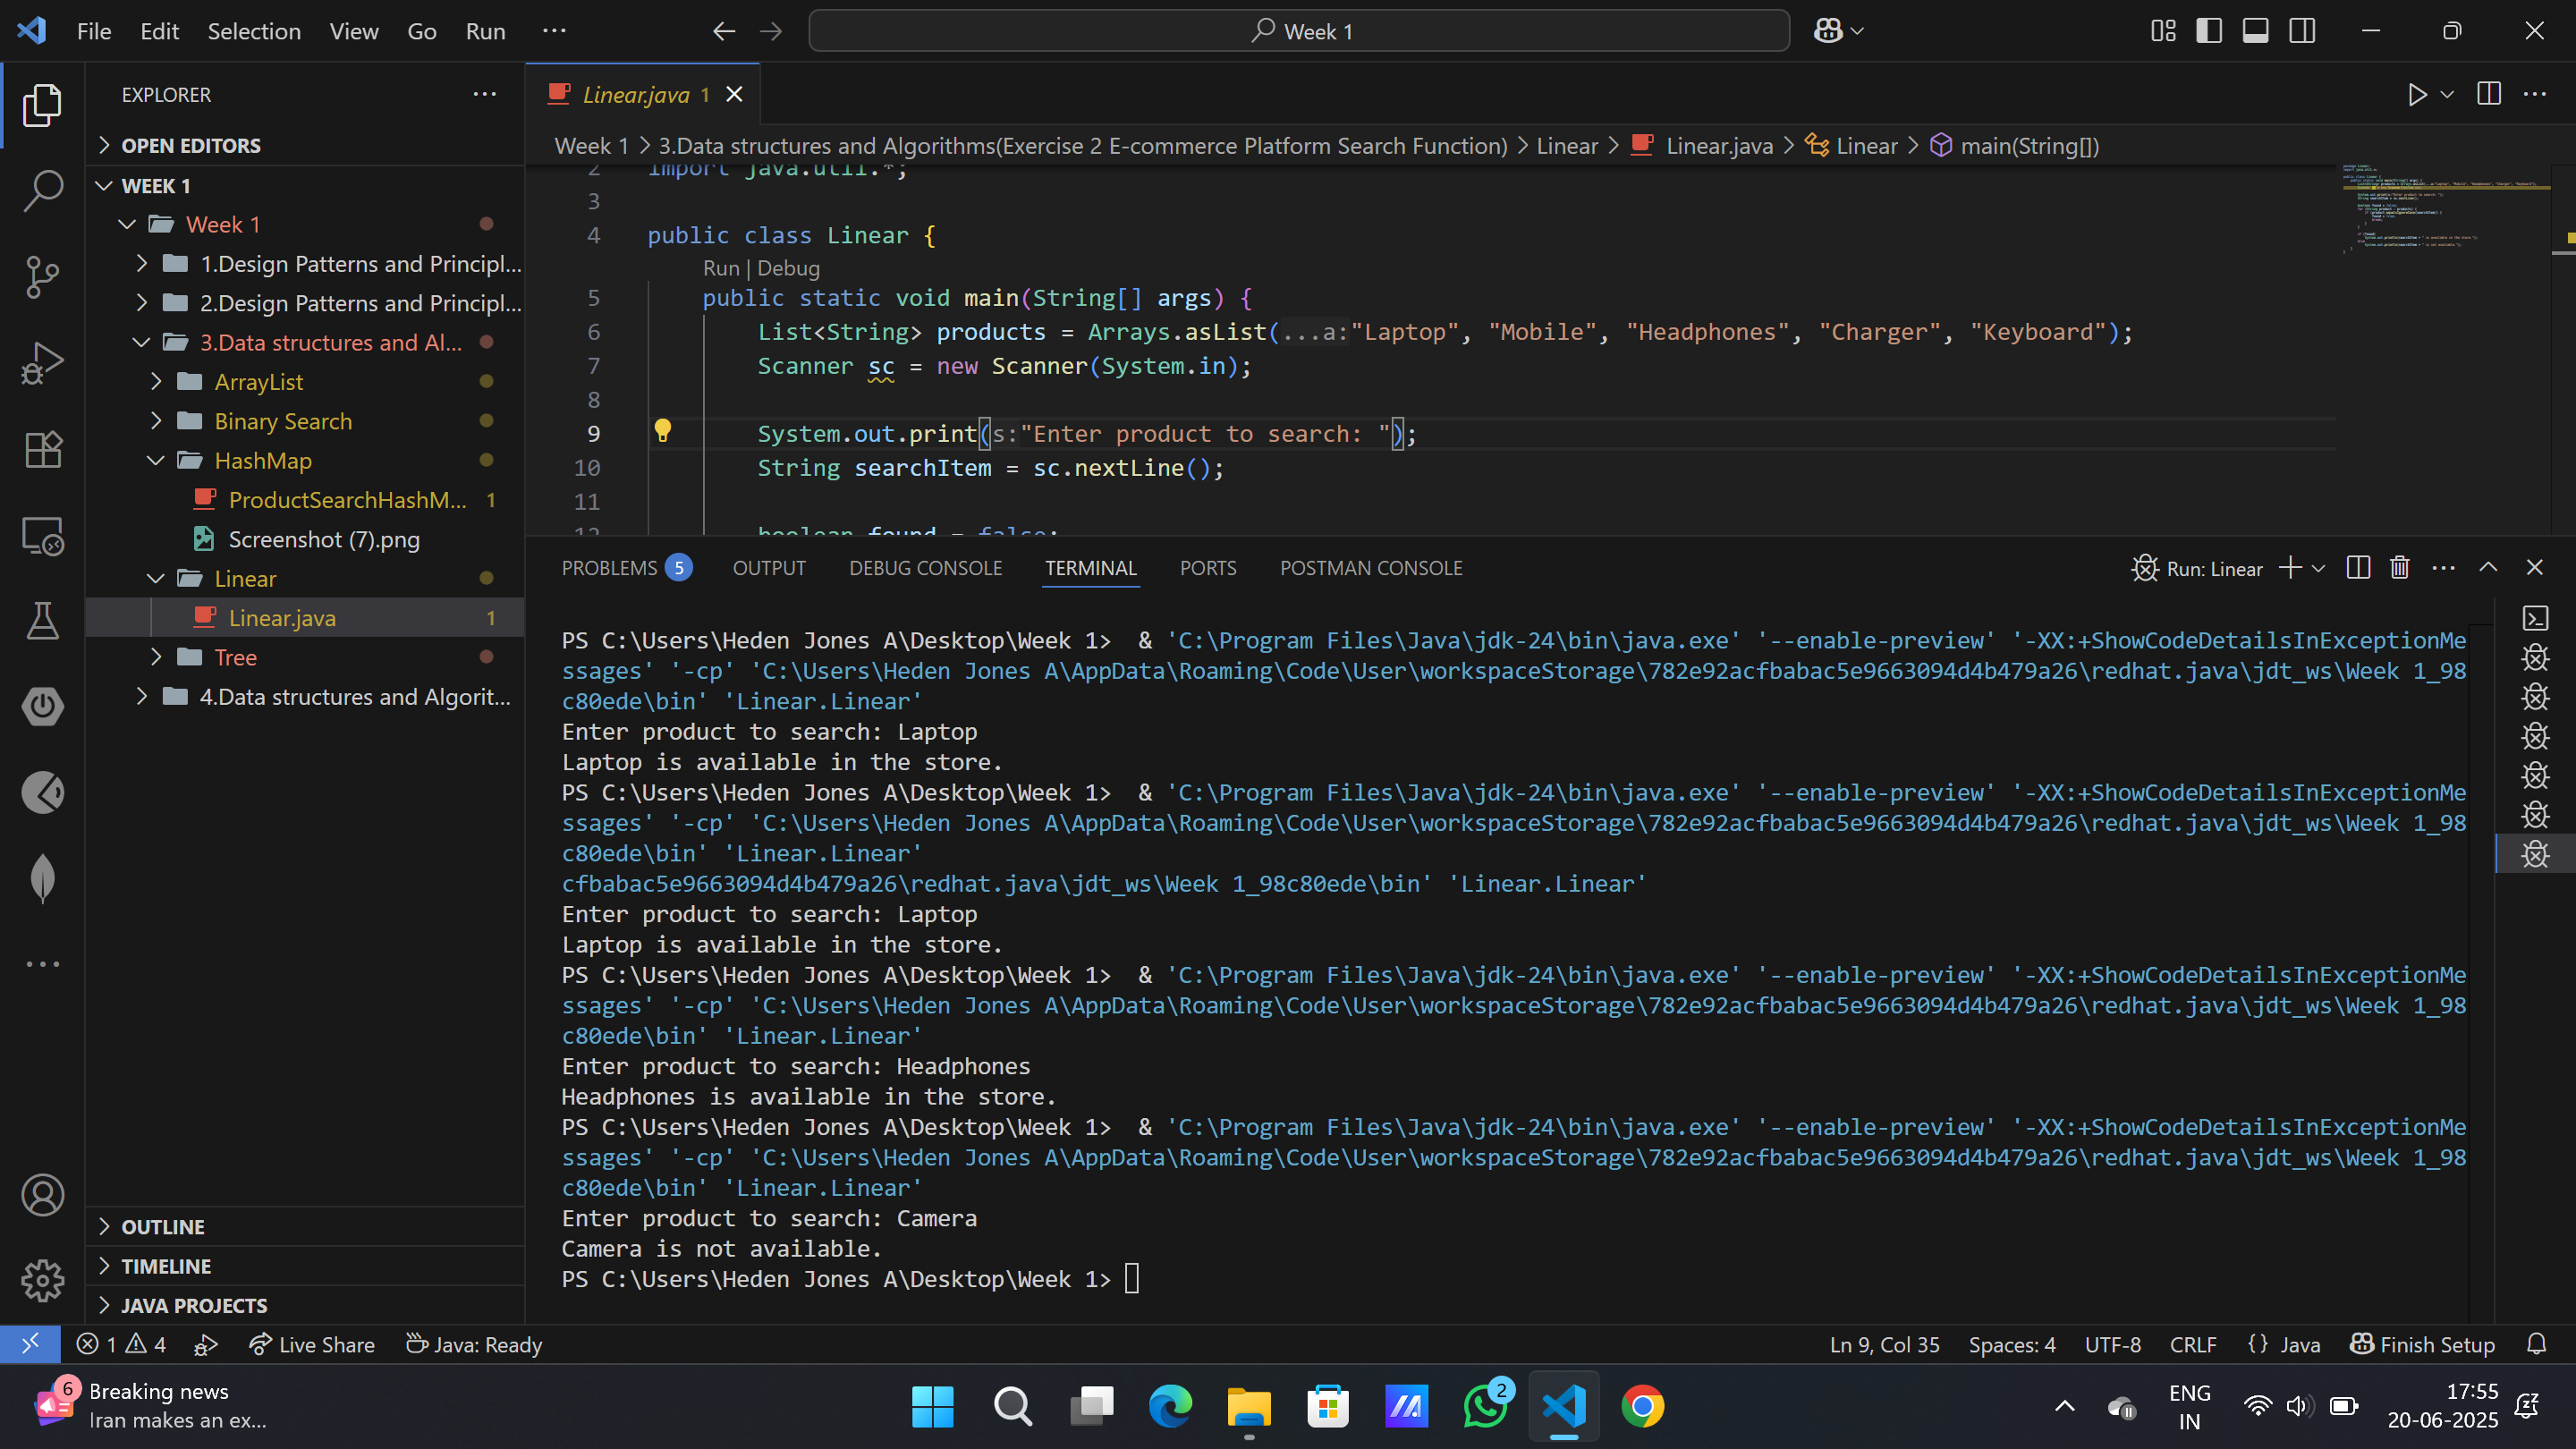 File Edit Selection View Go Run ···
Week 1
EXPLORER
OPEN EDITORS
WEEK 1
Week 1
1.Design Patterns and Principl...
2.Design Patterns and Principl...
3.Data structures and Al...
ArrayList
Binary Search
HashMap
ProductSearchHashM... 1
Screenshot (7).png
Linear
Linear.java 1
Tree
4.Data structures and Algorit...
OUTLINE
TIMELINE
JAVA PROJECTS
Linear.java 1
Week 1 > 3.Data structures and Algorithms(Exercise 2 E-commerce Platform Search Function) > Linear > Linear.java > Linear > main(String[])
2 import java.util.*;
3
4 public class Linear {
Run | Debug
5 public static void main(String[] args) {
6 List<String> products = Arrays.asList(...a:"Laptop", "Mobile", "Headphones", "Charger", "Keyboard");
7 Scanner sc = new Scanner(System.in);
8
9 System.out.print(s:"Enter product to search: ");
10 String searchItem = sc.nextLine();
11
12 boolean found = false;
PROBLEMS 5 OUTPUT DEBUG CONSOLE TERMINAL PORTS POSTMAN CONSOLE
Run: Linear
PS C:\Users\Heden Jones A\Desktop\Week 1>  & 'C:\Program Files\Java\jdk-24\bin\java.exe' '--enable-preview' '-XX:+ShowCodeDetailsInExceptionMe
ssages' '-cp' 'C:\Users\Heden Jones A\AppData\Roaming\Code\User\workspaceStorage\782e92acfbabac5e9663094d4b479a26\redhat.java\jdt_ws\Week 1_98
c80ede\bin' 'Linear.Linear'
Enter product to search: Laptop
Laptop is available in the store.
PS C:\Users\Heden Jones A\Desktop\Week 1>  & 'C:\Program Files\Java\jdk-24\bin\java.exe' '--enable-preview' '-XX:+ShowCodeDetailsInExceptionMe
ssages' '-cp' 'C:\Users\Heden Jones A\AppData\Roaming\Code\User\workspaceStorage\782e92acfbabac5e9663094d4b479a26\redhat.java\jdt_ws\Week 1_98
c80ede\bin' 'Linear.Linear'
cfbabac5e9663094d4b479a26\redhat.java\jdt_ws\Week 1_98c80ede\bin' 'Linear.Linear'
Enter product to search: Laptop
Laptop is available in the store.
PS C:\Users\Heden Jones A\Desktop\Week 1>  & 'C:\Program Files\Java\jdk-24\bin\java.exe' '--enable-preview' '-XX:+ShowCodeDetailsInExceptionMe
ssages' '-cp' 'C:\Users\Heden Jones A\AppData\Roaming\Code\User\workspaceStorage\782e92acfbabac5e9663094d4b479a26\redhat.java\jdt_ws\Week 1_98
c80ede\bin' 'Linear.Linear'
Enter product to search: Headphones
Headphones is available in the store.
PS C:\Users\Heden Jones A\Desktop\Week 1>  & 'C:\Program Files\Java\jdk-24\bin\java.exe' '--enable-preview' '-XX:+ShowCodeDetailsInExceptionMe
ssages' '-cp' 'C:\Users\Heden Jones A\AppData\Roaming\Code\User\workspaceStorage\782e92acfbabac5e9663094d4b479a26\redhat.java\jdt_ws\Week 1_98
c80ede\bin' 'Linear.Linear'
Enter product to search: Camera
Camera is not available.
PS C:\Users\Heden Jones A\Desktop\Week 1>
1 4 Live Share Java: Ready Ln 9, Col 35 Spaces: 4 UTF-8 CRLF {} Java Finish Setup
6 Breaking news
Iran makes an ex...
2
ENG
IN
17:55
20-06-2025